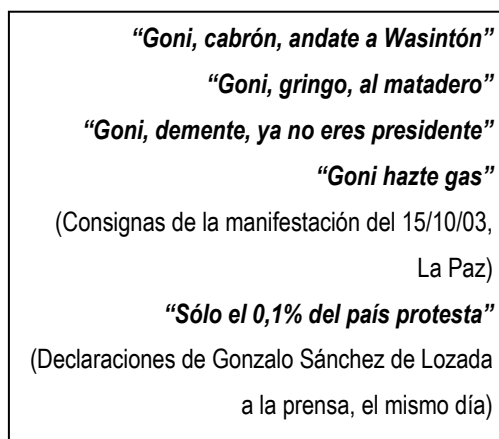 “Goni, cabrón, andate a Wasintón”
“Goni, gringo, al matadero”
“Goni, demente, ya no eres presidente”
“Goni hazte gas”
(Consignas de la manifestación del 15/10/03,
La Paz)
“Sólo el 0,1% del país protesta”
(Declaraciones de Gonzalo Sánchez de Lozada
a la prensa, el mismo día)